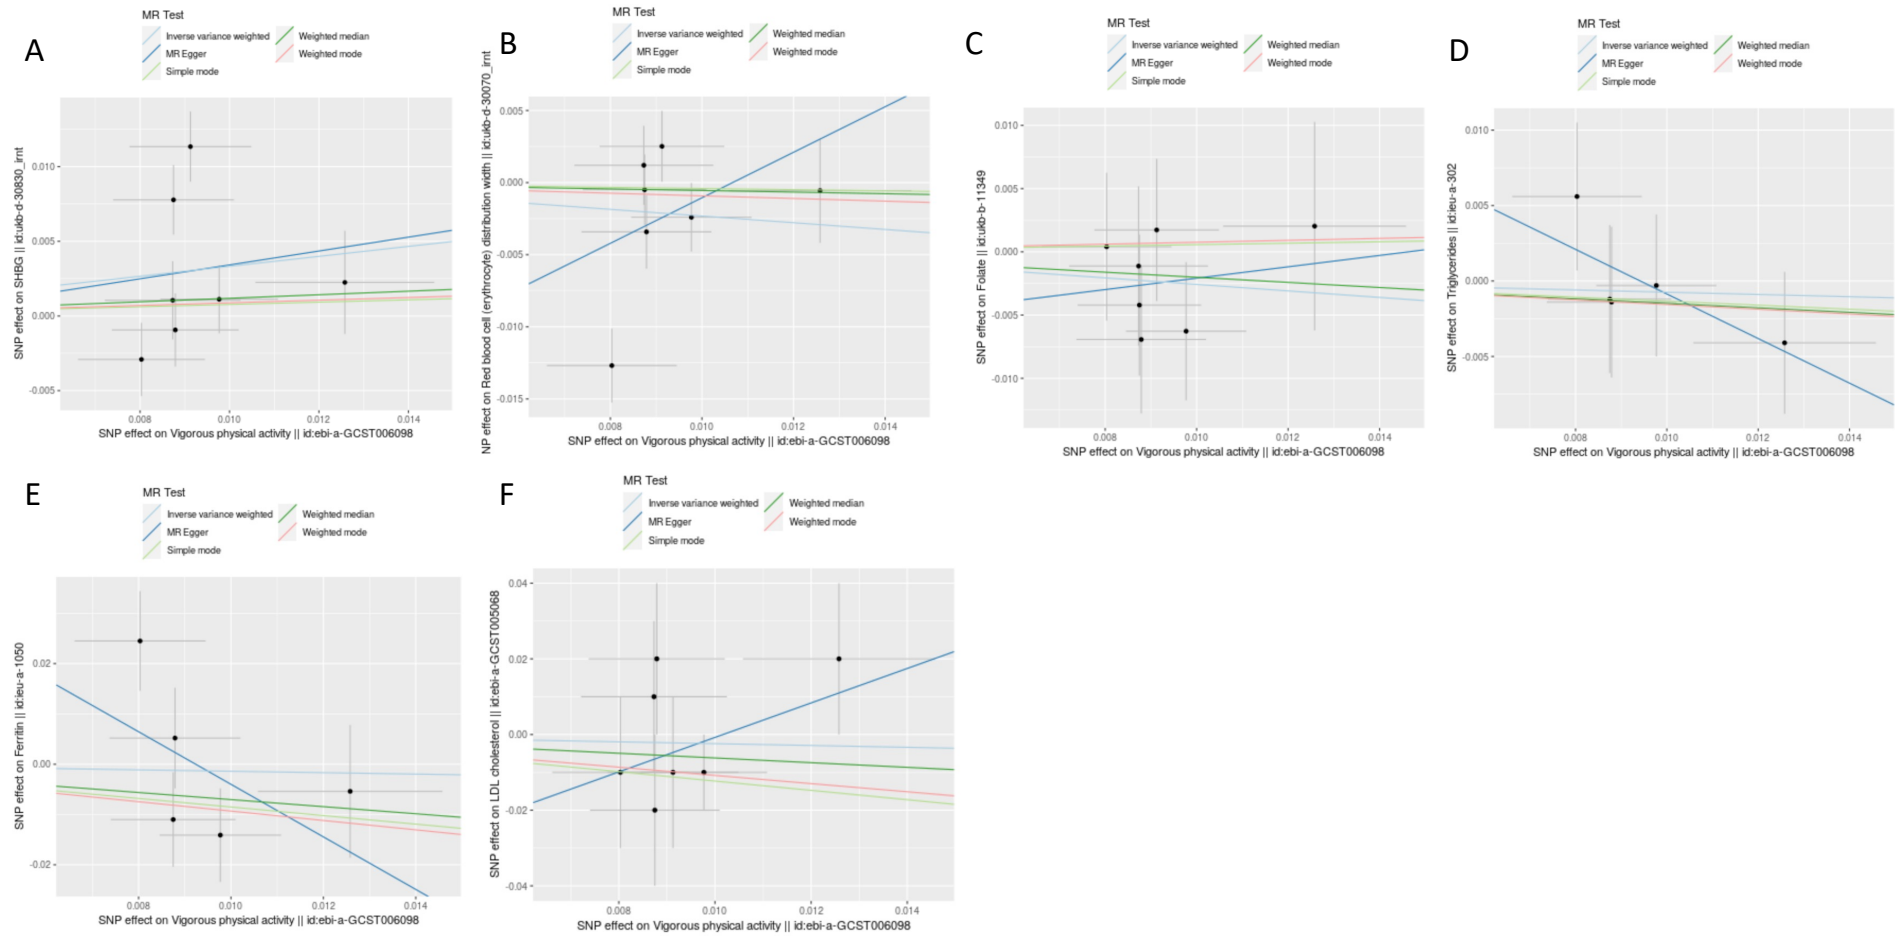 A
MR Test
Inverse variance weighted
Weighted median
MR Egger
Weighted mode
Simple mode
SNP effect on SHBG || id:ukb-d-30830_irnt
0.010
0.005
0.000
-0.005
0.008
0.010
0.012
0.014
SNP effect on Vigorous physical activity || id:ebi-a-GCST006098
B
MR Test
Inverse variance weighted
Weighted median
MR Egger
Weighted mode
Simple mode
NP effect on Red blood cell (erythrocyte) distribution width || id:ukb-d-30070_irnt
0.005
0.000
-0.005
-0.010
-0.015
0.008
0.010
0.012
0.014
SNP effect on Vigorous physical activity || id:ebi-a-GCST006098
C
MR Test
Inverse variance weighted
Weighted median
MR Egger
Weighted mode
Simple mode
SNP effect on Folate || id:ukb-b-11349
0.010
0.005
0.000
-0.005
-0.010
0.008
0.010
0.012
0.014
SNP effect on Vigorous physical activity || id:ebi-a-GCST006098
D
MR Test
Inverse variance weighted
Weighted median
MR Egger
Weighted mode
Simple mode
SNP effect on Triglycerides || id:ieu-a-302
0.010
0.005
0.000
-0.005
0.008
0.010
0.012
0.014
SNP effect on Vigorous physical activity || id:ebi-a-GCST006098
E
MR Test
Inverse variance weighted
Weighted median
MR Egger
Weighted mode
Simple mode
SNP effect on Ferritin || id:ieu-a-1050
0.02
0.00
-0.02
0.008
0.010
0.012
0.014
SNP effect on Vigorous physical activity || id:ebi-a-GCST006098
F
MR Test
Inverse variance weighted
Weighted median
MR Egger
Weighted mode
Simple mode
SNP effect on LDL cholesterol || id:ebi-a-GCST005068
0.04
0.02
0.00
-0.02
-0.04
0.008
0.010
0.012
0.014
SNP effect on Vigorous physical activity || id:ebi-a-GCST006098